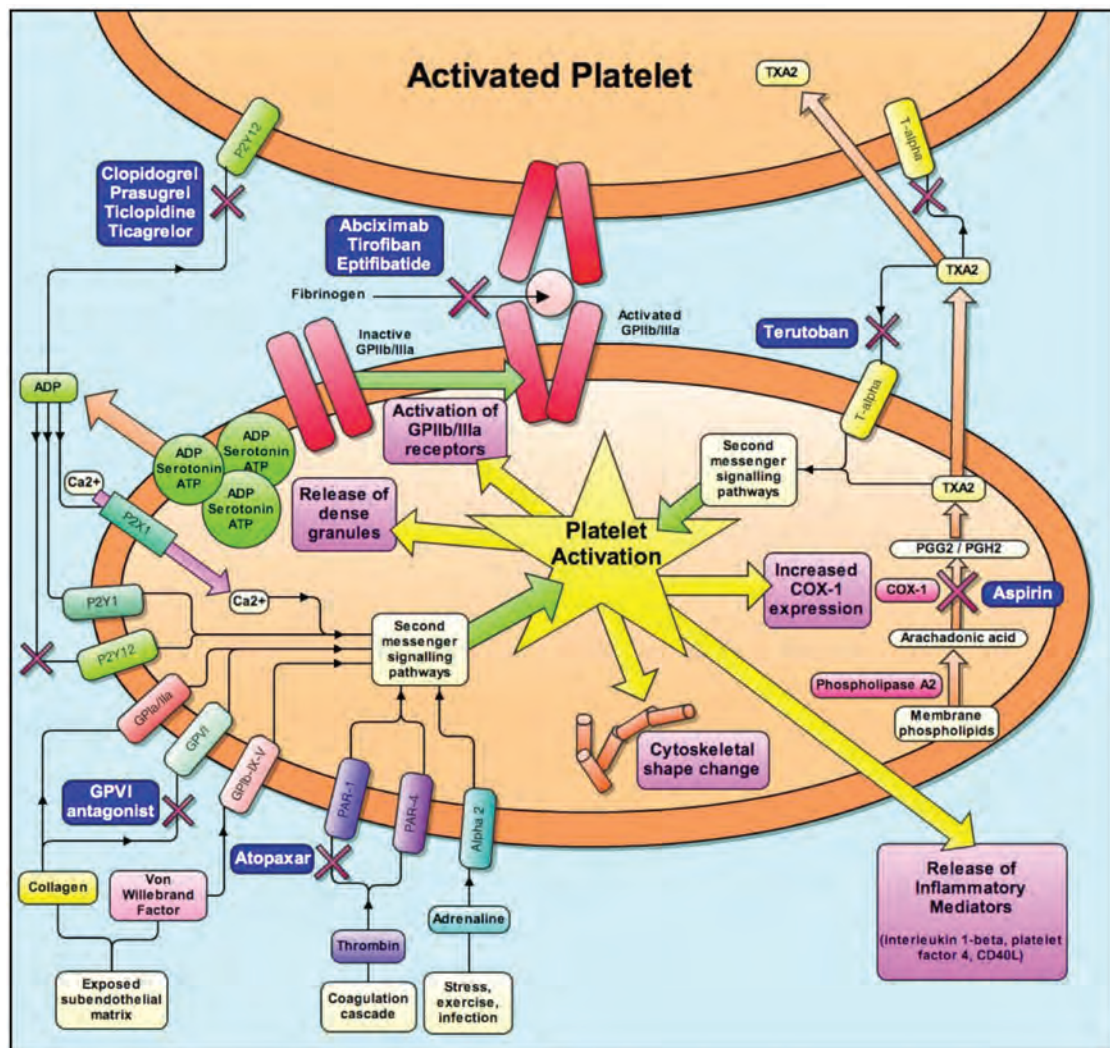 Activated Platelet
TXA2
T-alpha
P2Y12
Clopidogrel
Prasugrel
Ticlopidine
Ticagrelor
Abciximab
Tirofiban
Eptifibatide
Fibrinogen
TXA2
Terutoban
Inactive
GPIIb/IIIa
Activated
GPIIb/IIIa
ADP
T-alpha
ADP
Serotonin
ATP
ADP
Serotonin
ATP
ADP
Serotonin
ATP
Activation of
GPIIb/IIIa
receptors
Second
messenger
signalling
pathways
Ca2+
P2X1
Release of
dense
granules
Platelet
Activation
TXA2
PGG2 / PGH2
COX-1
Aspirin
Increased
COX-1
expression
Arachadonic acid
Phospholipase A2
Membrane
phospholipids
P2Y1
Ca2+
P2Y12
Second
messenger
signalling
pathways
GPIa/IIa
GPVI
GPIb-IX-V
Cytoskeletal
shape change
GPVI
antagonist
PAR-1
PAR-4
Alpha 2
Atopaxar
Collagen
Von
Willebrand
Factor
Thrombin
Adrenaline
Exposed
subendothelial
matrix
Coagulation
cascade
Stress,
exercise,
infection
Release of
Inflammatory
Mediators
(interleukin 1-beta, platelet
factor 4, CD40L)